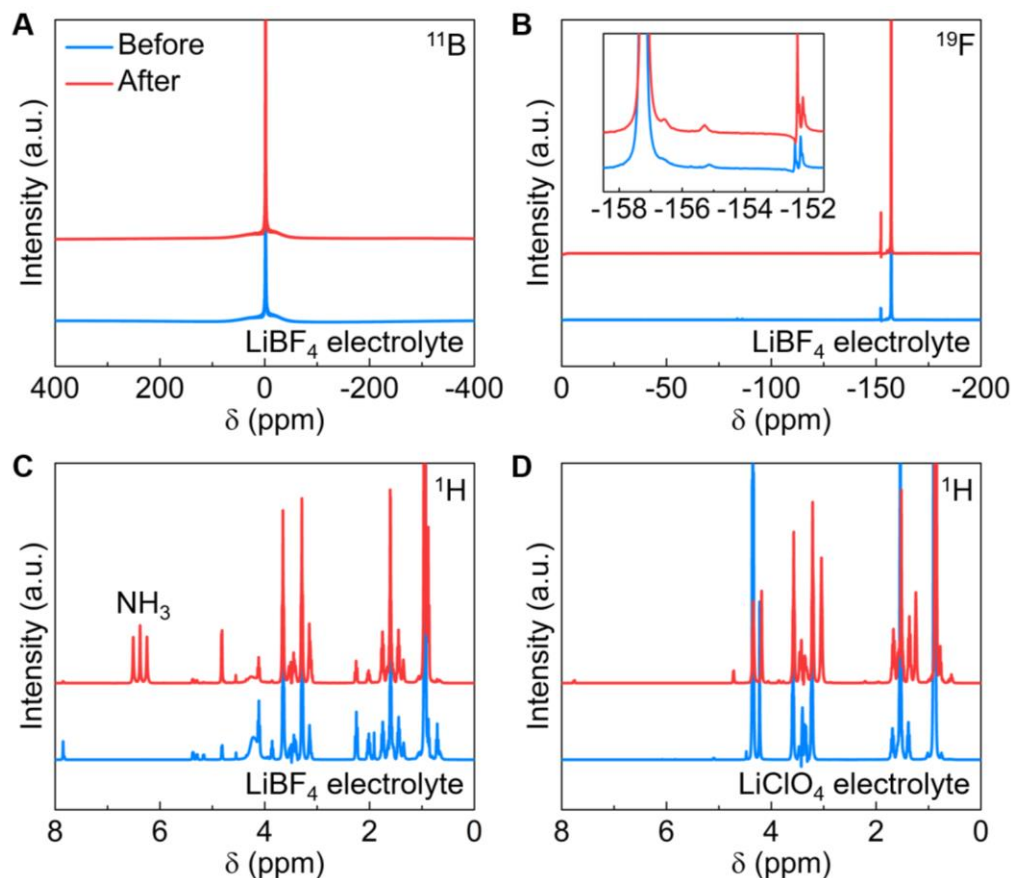 A
Before
After
¹¹B
Intensity (a.u.)
LiBF₄ electrolyte
400 200 0 -200 -400
δ (ppm)
B
¹⁹F
-158 -156 -154 -152
Intensity (a.u.)
LiBF₄ electrolyte
0 -50 -100 -150 -200
δ (ppm)
C
¹H
NH₃
Intensity (a.u.)
LiBF₄ electrolyte
8 6 4 2 0
δ (ppm)
D
¹H
Intensity (a.u.)
LiClO₄ electrolyte
8 6 4 2 0
δ (ppm)